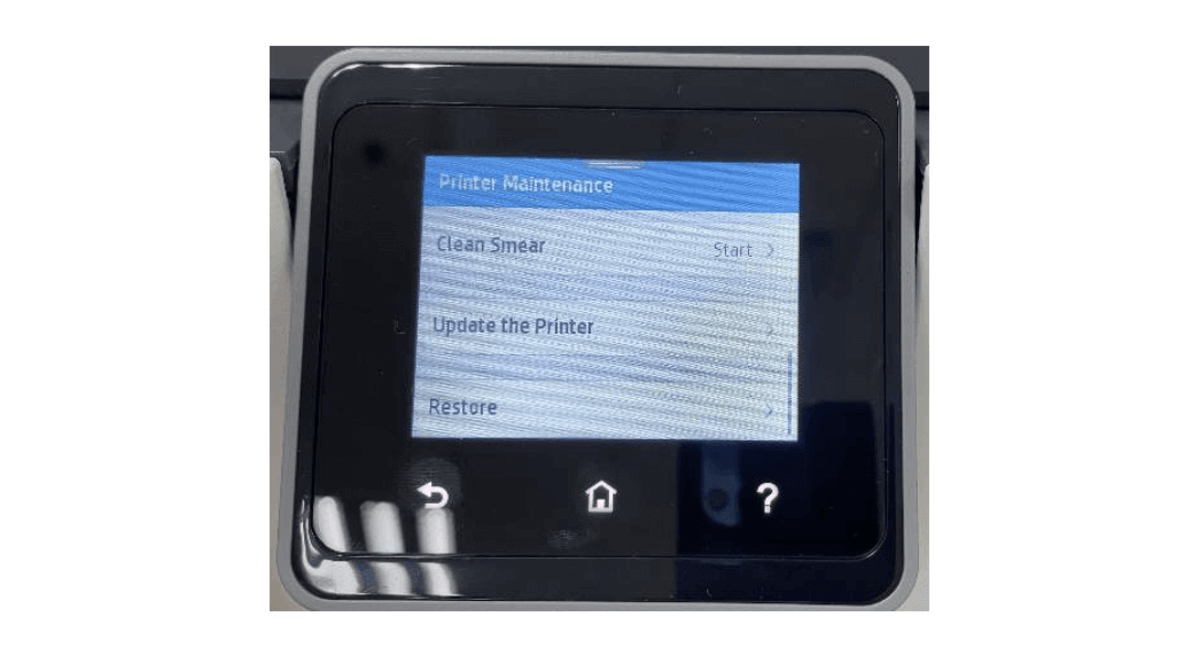 Printer Maintenance
Clean Smear Start
Update the Printer
Restore
?